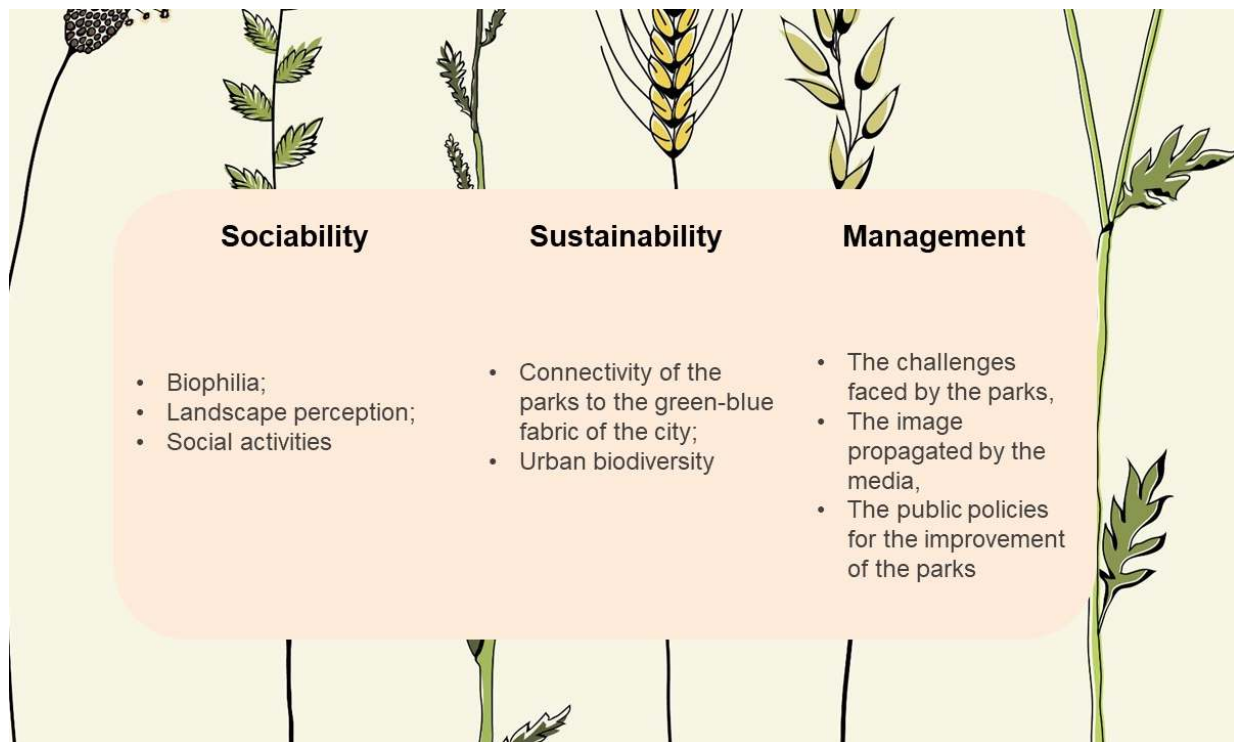 Sociability
• Biophilia;
• Landscape perception;
• Social activities
Sustainability
• Connectivity of the
parks to the green-blue
fabric of the city;
• Urban biodiversity
Management
• The challenges
faced by the parks,
• The image
propagated by the
media,
• The public policies
for the improvement
of the parks